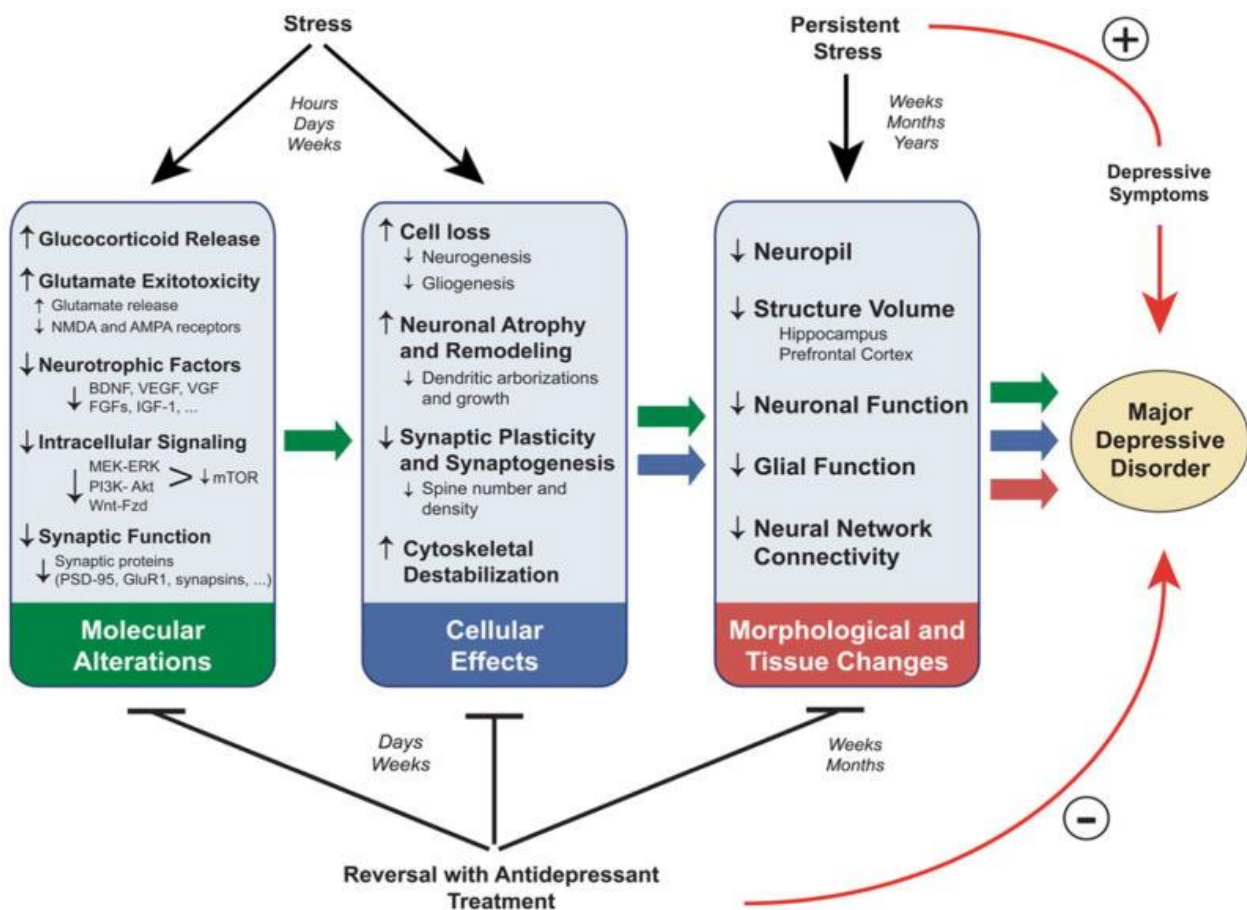 Stress
Hours
Days
Weeks
Persistent
Stress
Weeks
Months
Years
+
Depressive
Symptoms
↑ Glucocorticoid Release
↑ Glutamate Exitotoxicity
↑ Glutamate release
↓ NMDA and AMPA receptors
↓ Neurotrophic Factors
↓ BDNF, VEGF, VGF
FGFs, IGF-1, ...
↓ Intracellular Signaling
↓ MEK-ERK
PI3K- Akt > ↓ mTOR
Wnt-Fzd
↓ Synaptic Function
↓ Synaptic proteins
(PSD-95, GluR1, synapsins, ...)
Molecular
Alterations
↑ Cell loss
↓ Neurogenesis
↓ Gliogenesis
↑ Neuronal Atrophy
and Remodeling
↓ Dendritic arborizations
and growth
↓ Synaptic Plasticity
and Synaptogenesis
↓ Spine number and
density
↑ Cytoskeletal
Destabilization
Cellular
Effects
↓ Neuropil
↓ Structure Volume
Hippocampus
Prefrontal Cortex
↓ Neuronal Function
↓ Glial Function
↓ Neural Network
Connectivity
Morphological and
Tissue Changes
Major
Depressive
Disorder
Days
Weeks
Weeks
Months
-
Reversal with Antidepressant
Treatment